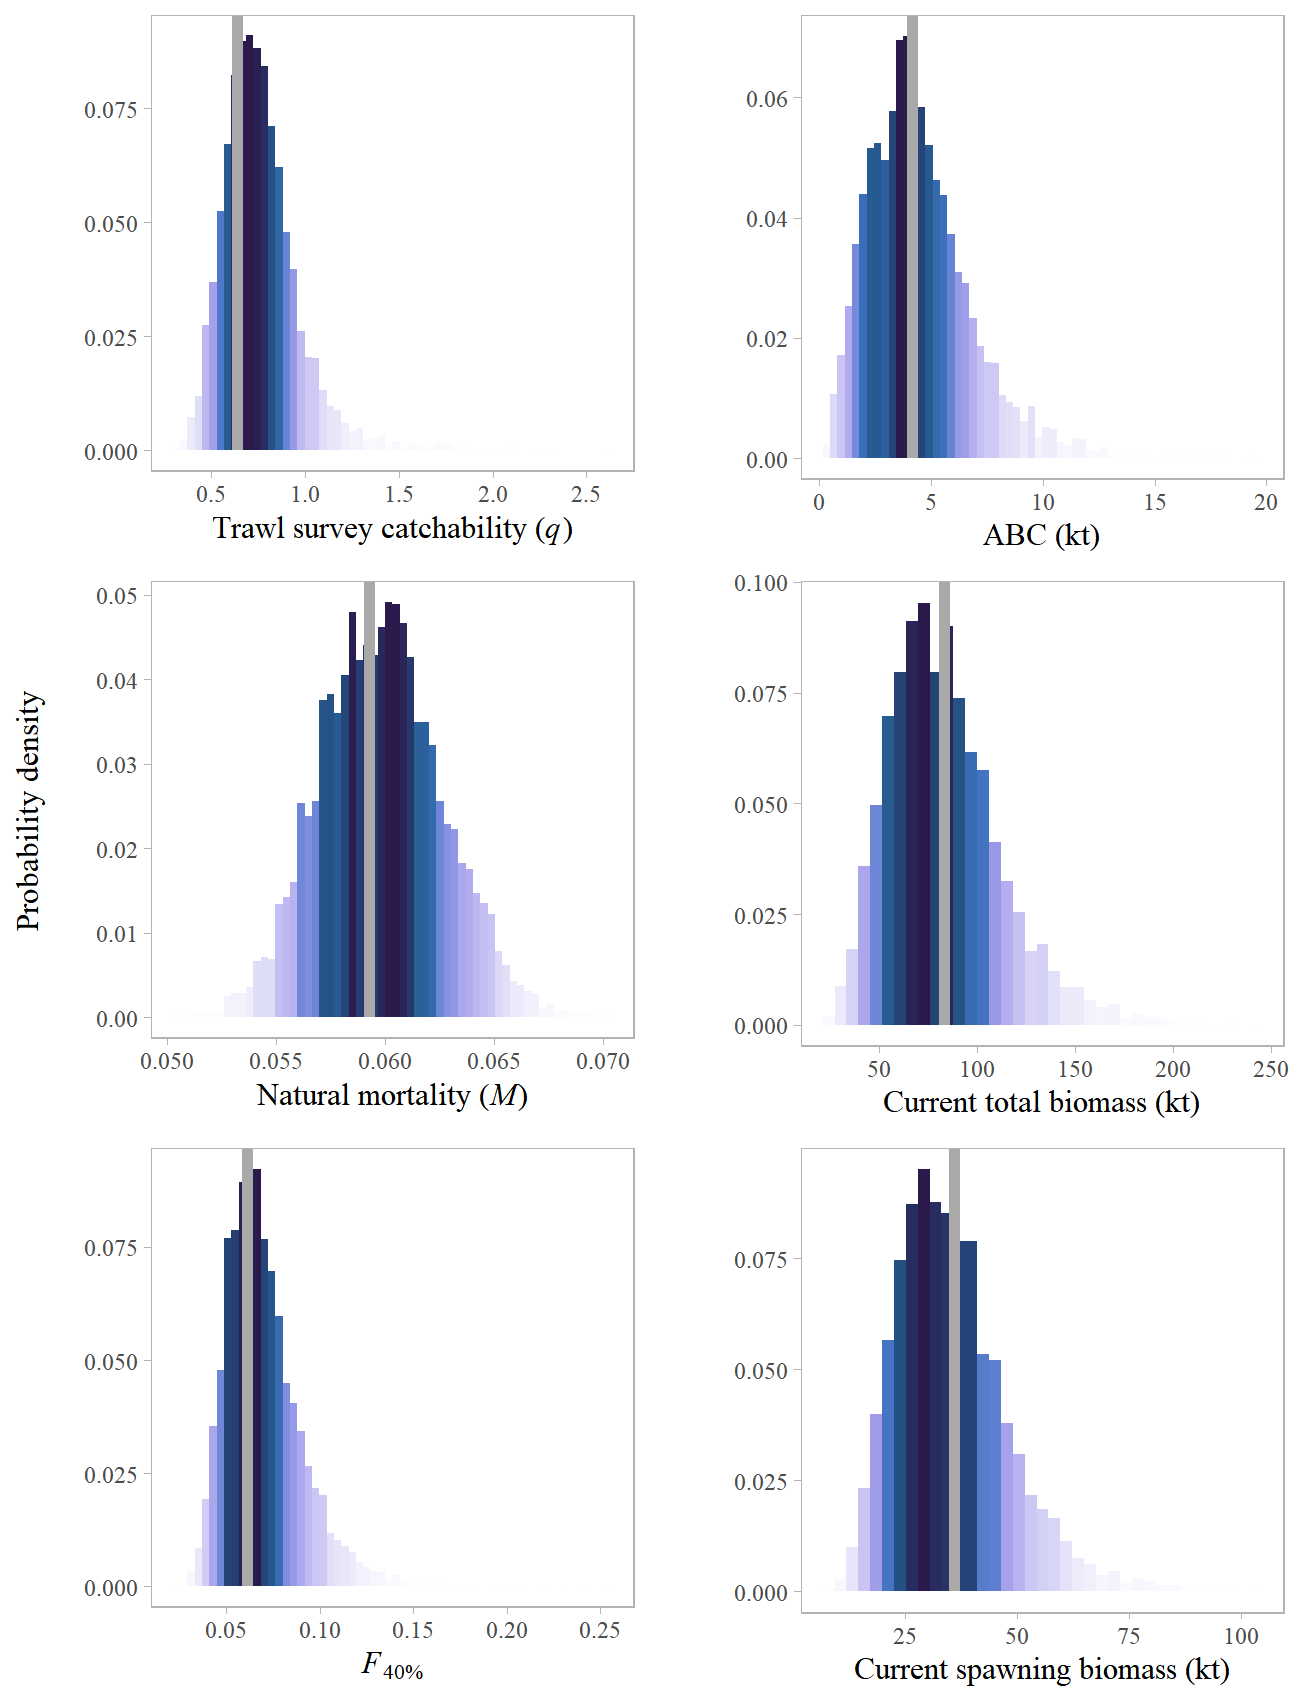 Probability density
0.075
0.050
0.025
0.000
0.5 1.0 1.5 2.0 2.5
Trawl survey catchability (q)
0.06
0.04
0.02
0.00
0 5 10 15 20
ABC (kt)
0.05
0.04
0.03
0.02
0.01
0.00
0.050 0.055 0.060 0.065 0.070
Natural mortality (M)
0.100
0.075
0.050
0.025
0.000
50 100 150 200 250
Current total biomass (kt)
0.075
0.050
0.025
0.000
0.05 0.10 0.15 0.20 0.25
F40%
0.075
0.050
0.025
0.000
25 50 75 100
Current spawning biomass (kt)